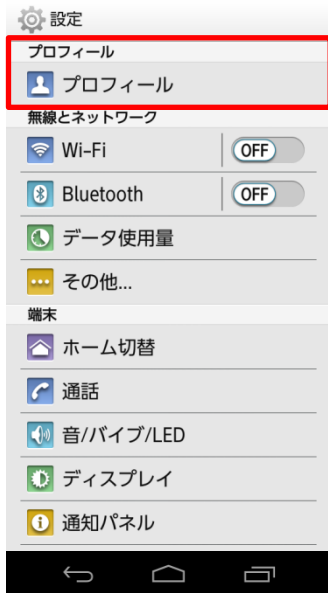 設定
プロフィール
プロフィール
無線とネットワーク
Wi-Fi OFF
Bluetooth OFF
データ使用量
その他...
端末
ホーム切替
通話
音/バイブ/LED
ディスプレイ
通知パネル